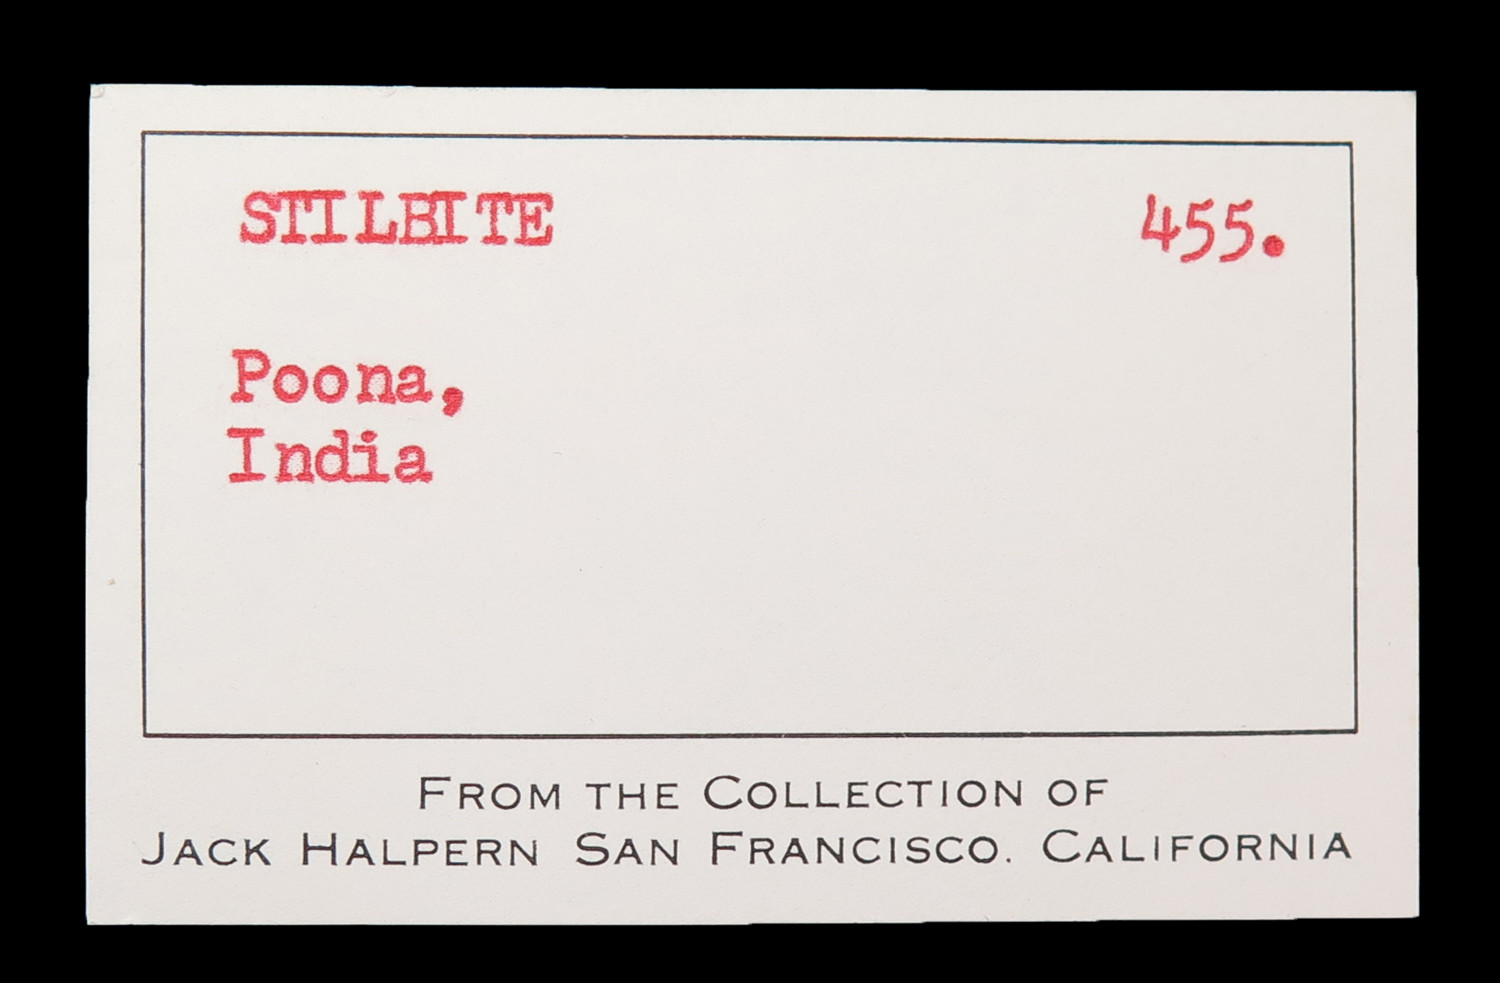 STILBITE 455.
Poona,
India
FROM THE COLLECTION OF
JACK HALPERN SAN FRANCISCO. CALIFORNIA